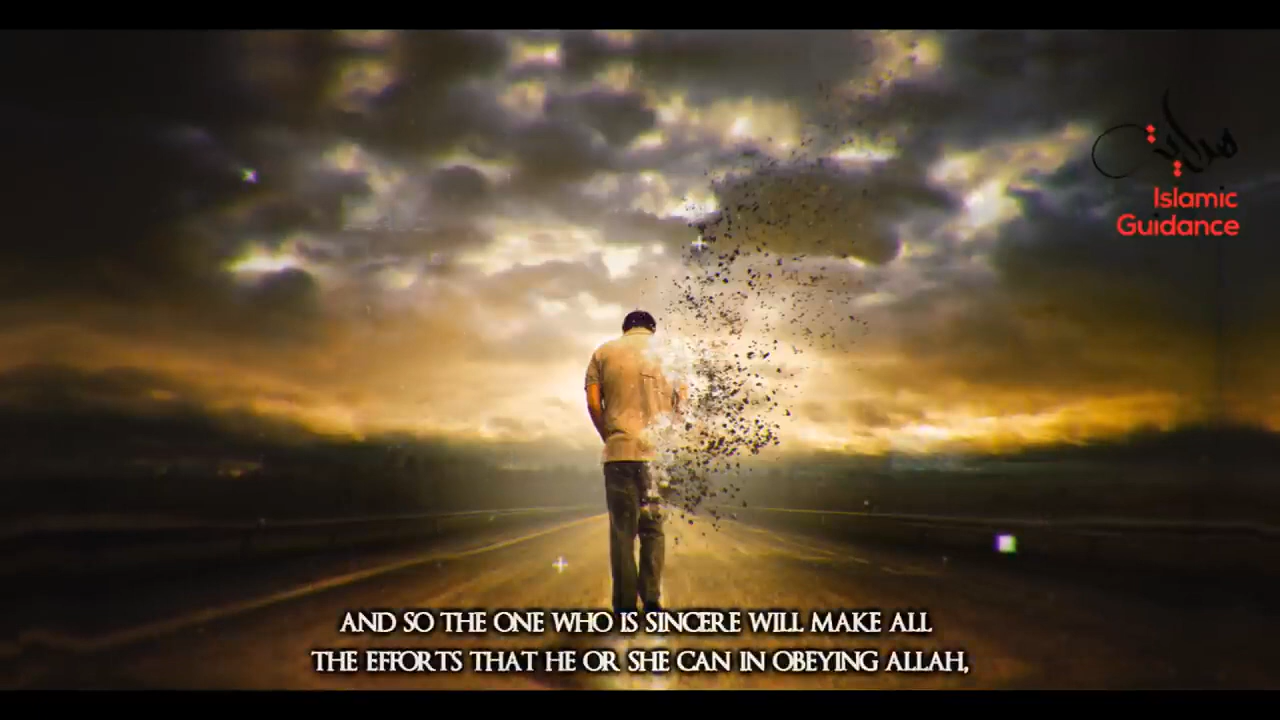 هداية
Islamic
Guidance
AND SO THE ONE WHO IS SINCERE WILL MAKE ALL
THE EFFORTS THAT HE OR SHE CAN IN OBEYING ALLAH,